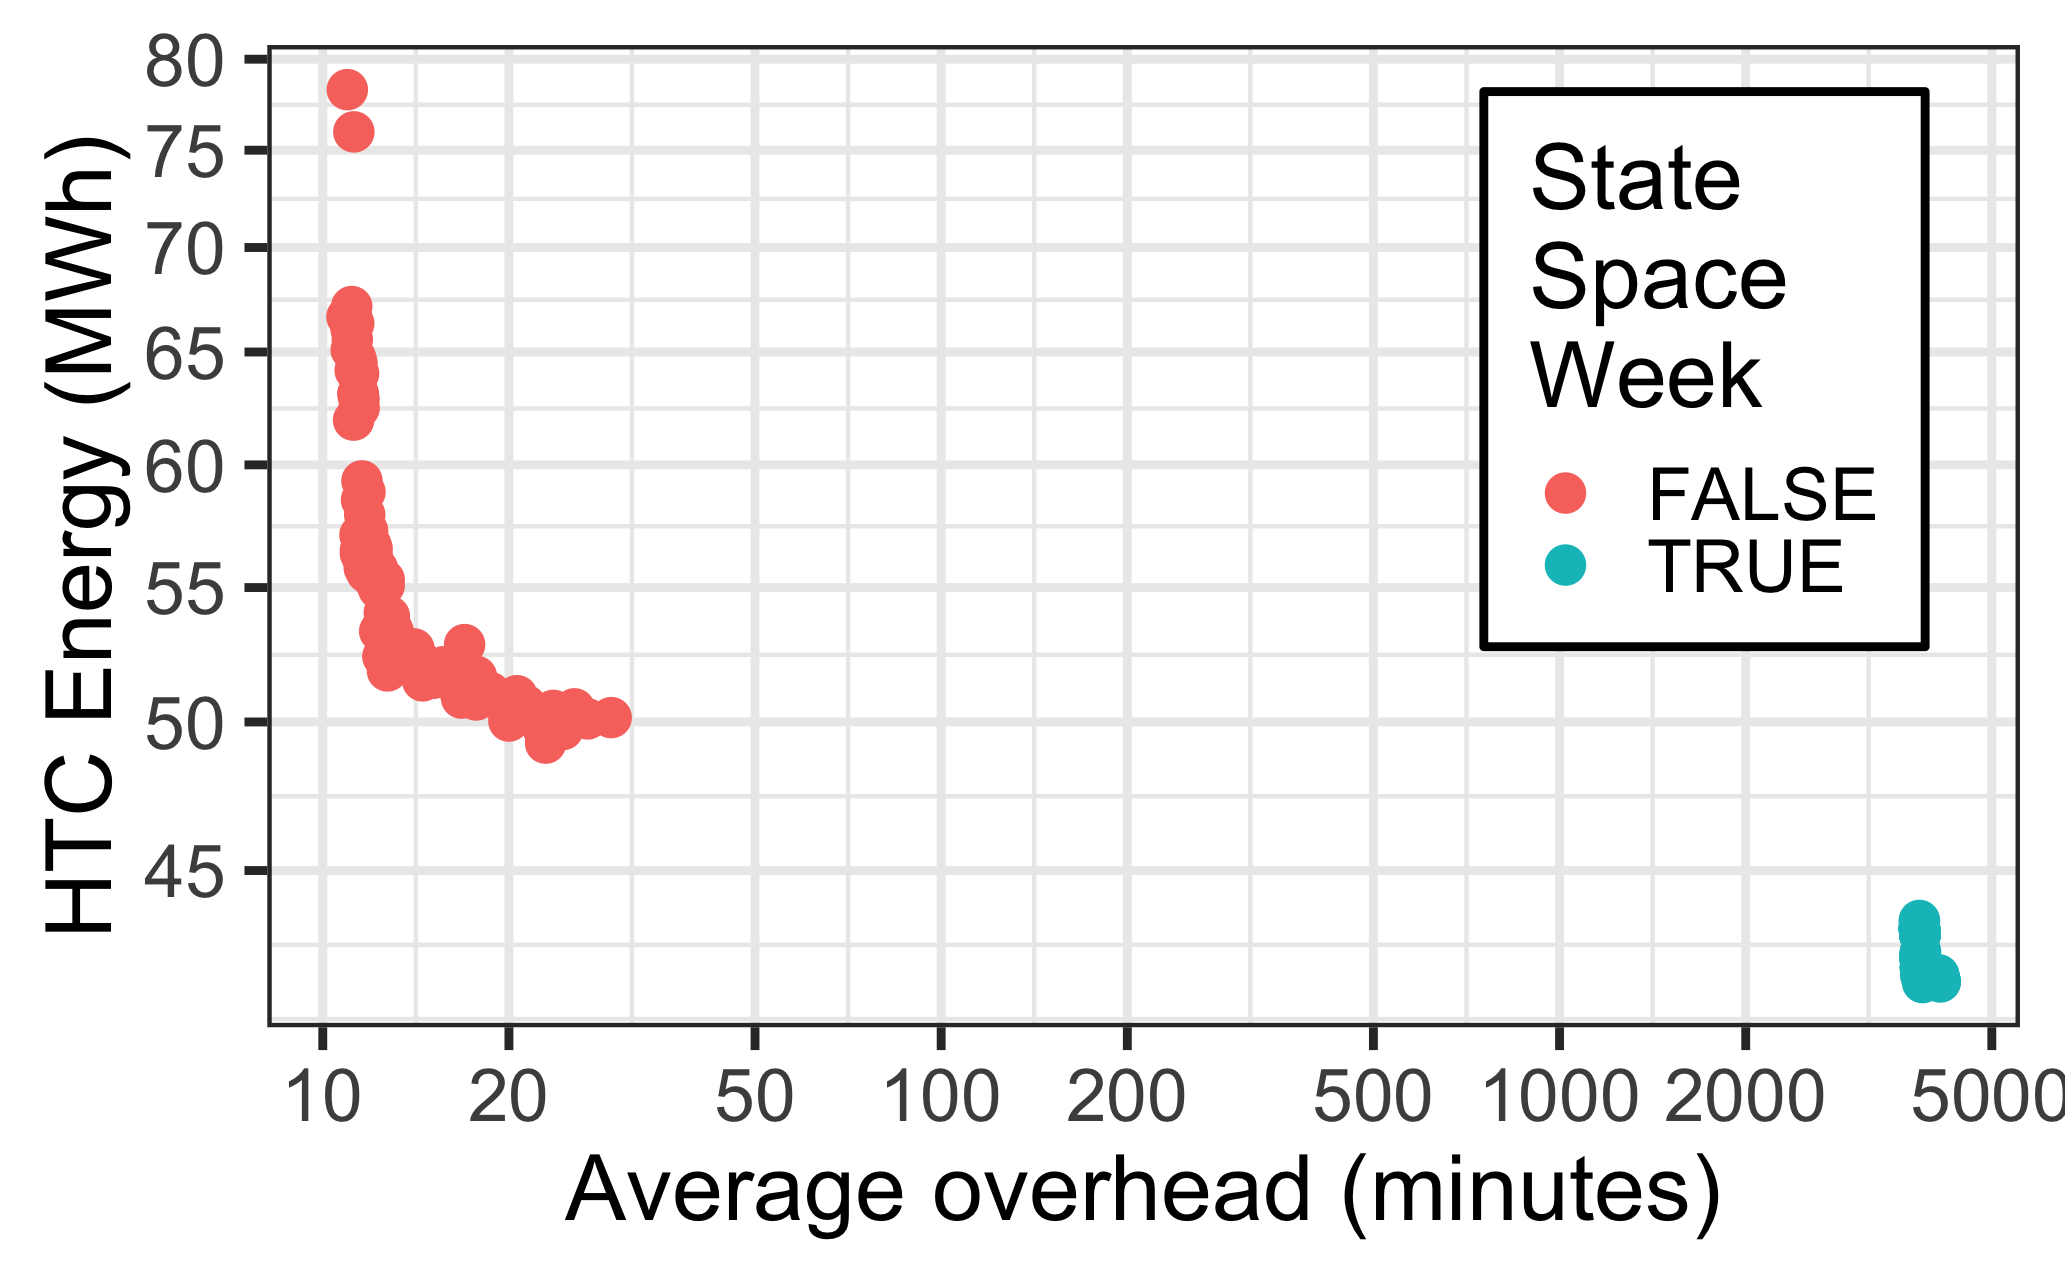 80
75
70
65
60
55
50
45
HTC Energy (MWh)
State
Space
Week
FALSE
TRUE
10 20 50 100 200 500 1000 2000 5000
Average overhead (minutes)